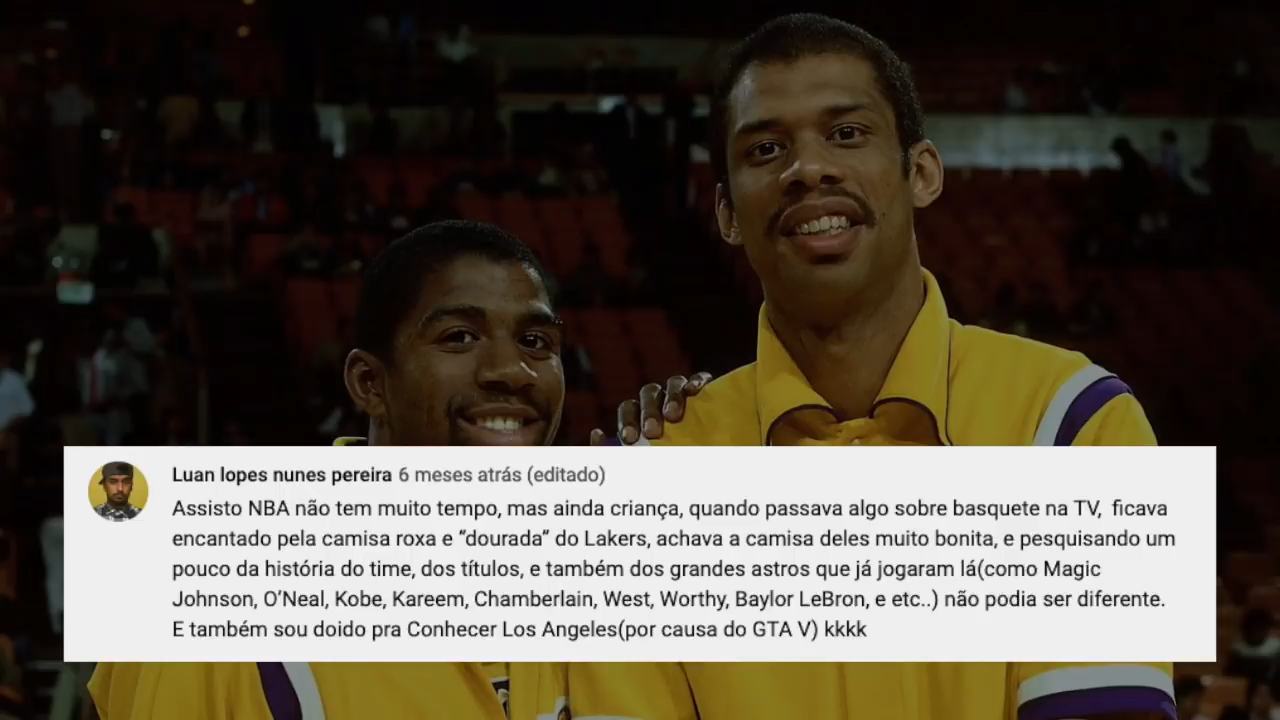 Luan lopes nunes pereira 6 meses atrás (editado)
Assisto NBA não tem muito tempo, mas ainda criança, quando passava algo sobre basquete na TV, ficava
encantado pela camisa roxa e “dourada” do Lakers, achava a camisa deles muito bonita, e pesquisando um
pouco da história do time, dos títulos, e também dos grandes astros que já jogaram lá(como Magic
Johnson, O’Neal, Kobe, Kareem, Chamberlain, West, Worthy, Baylor LeBron, e etc..) não podia ser diferente.
E também sou doido pra Conhecer Los Angeles(por causa do GTA V) kkkk